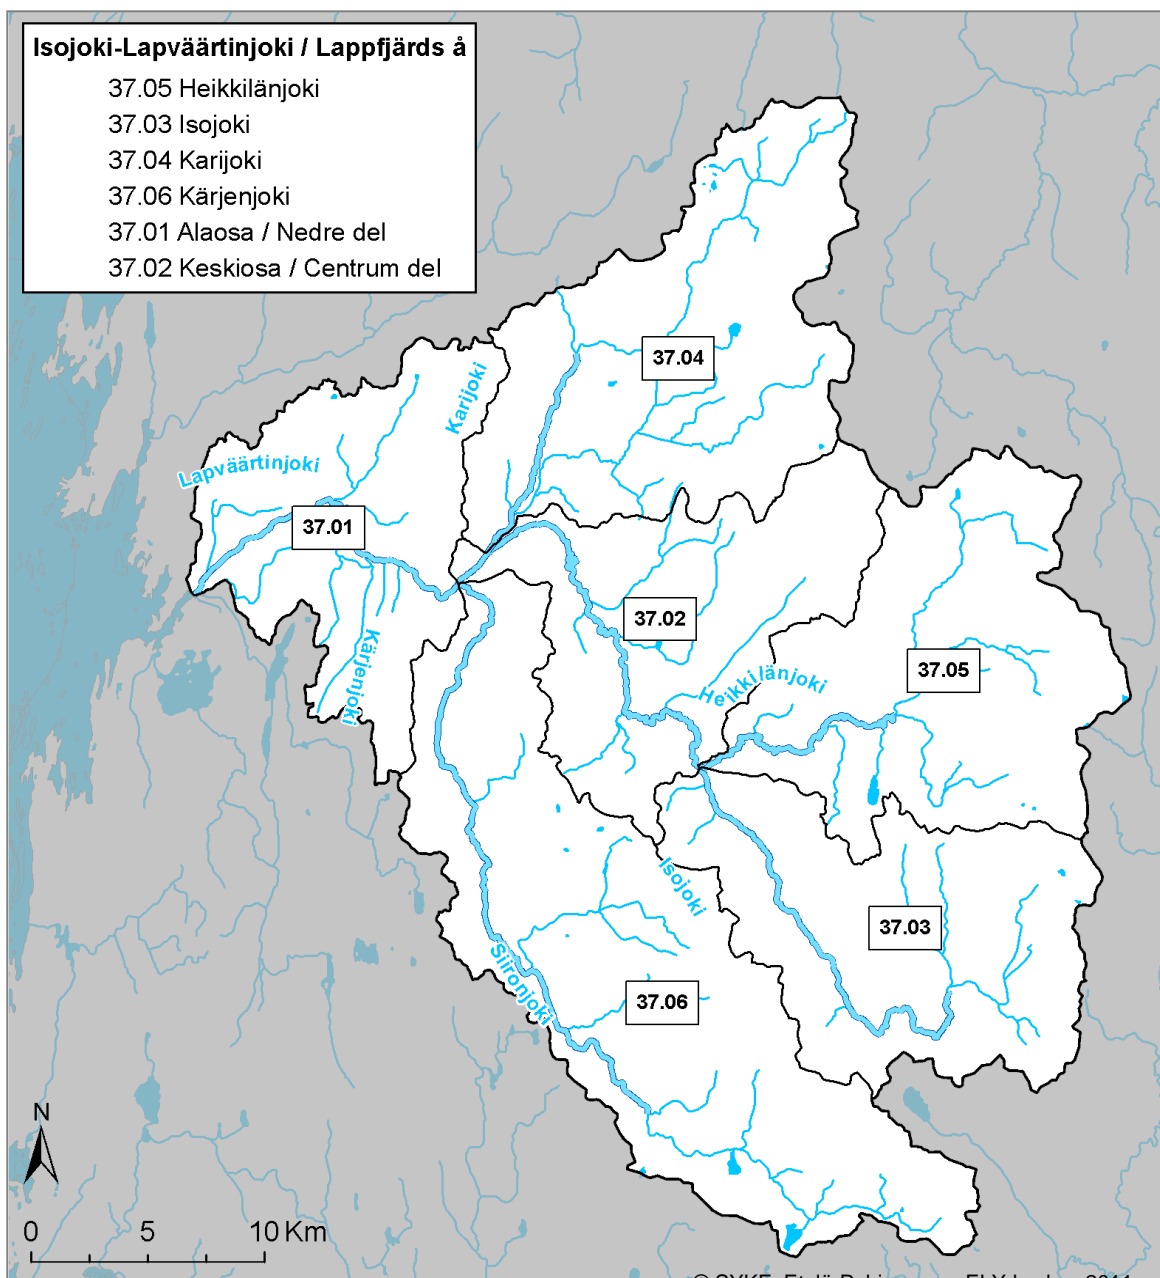 Isojoki-Lapväärtinjoki / Lappfjärds å
37.05 Heikkilänjoki
37.03 Isojoki
37.04 Karijoki
37.06 Kärjenjoki
37.01 Alaosa / Nedre del
37.02 Keskiosa / Centrum del
37.04
Karijoki
Lapväärtinjoki
37.01
37.02
Kärjenjoki
Heikkilänjoki
37.05
Isojoki
37.03
Siironjoki
37.06
N
0 5 10 Km